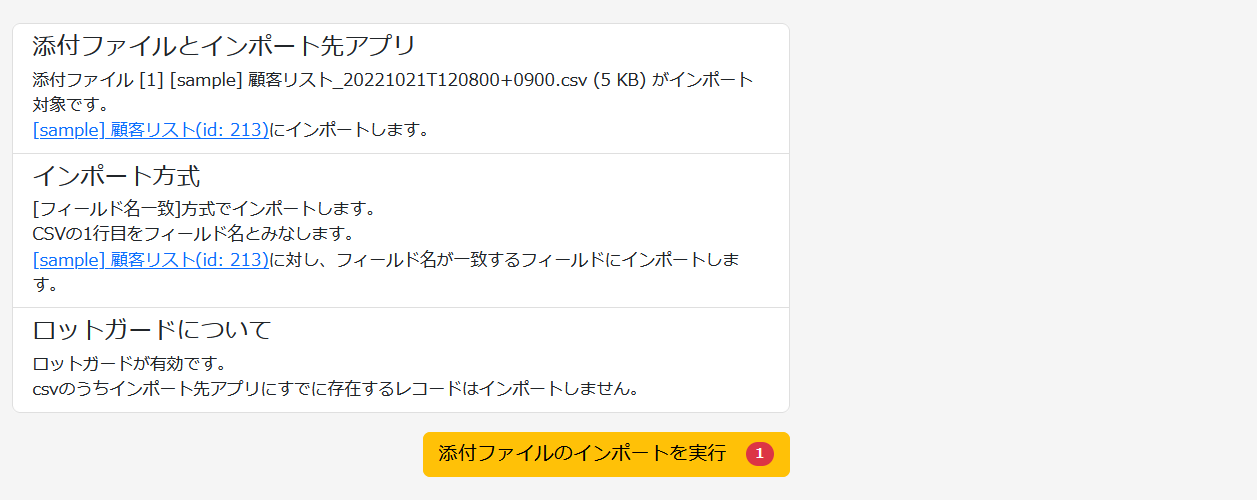 添付ファイルとインポート先アプリ
添付ファイル [1] [sample] 顧客リスト_20221021T120800+0900.csv (5 KB) がインポート
対象です。
[sample] 顧客リスト(id: 213)にインポートします。
インポート方式
[フィールド名一致]方式でインポートします。
CSVの1行目をフィールド名とみなします。
[sample] 顧客リスト(id: 213)に対し、フィールド名が一致するフィールドにインポートしま
す。
ロットガードについて
ロットガードが有効です。
csvのうちインポート先アプリにすでに存在するレコードはインポートしません。
添付ファイルのインポートを実行 1